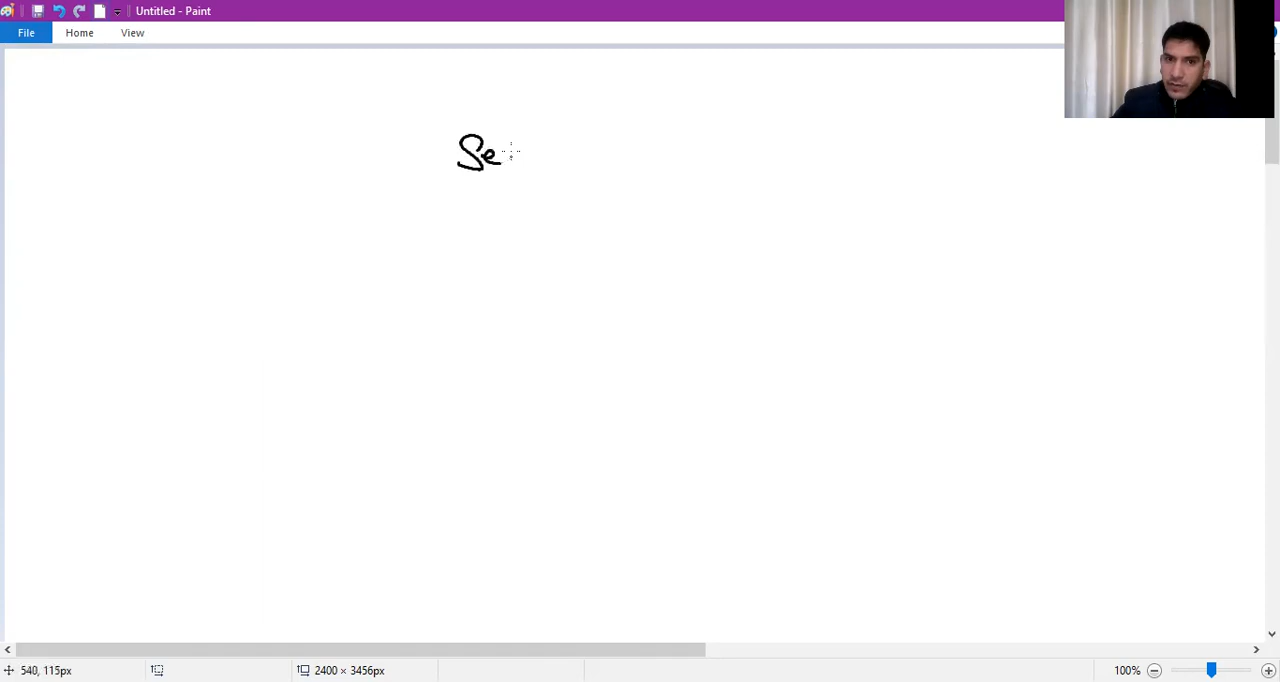 Untitled - Paint
File Home View
Se
540, 115px 2400 × 3456px 100%